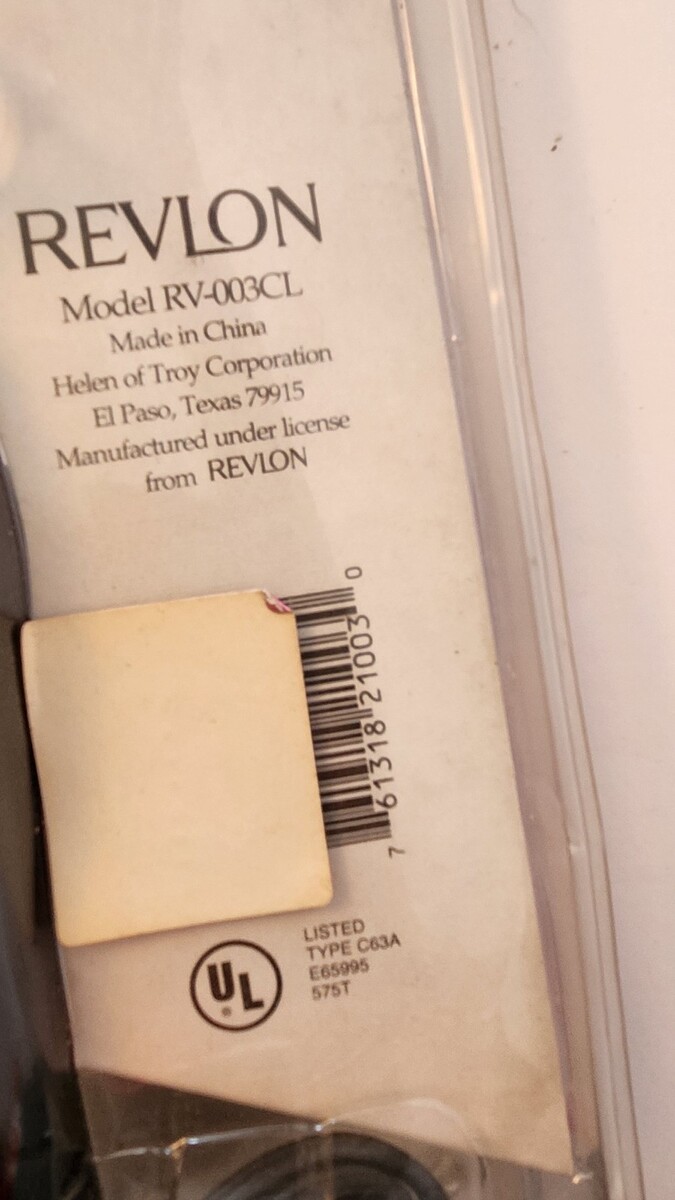 REVLON
Model RV-003CL
Made in China
Helen of Troy Corporation
El Paso, Texas 79915
Manufactured under license
from REVLON
7 61318 21003 0
UL
®
LISTED
TYPE C63A
E65995
575T